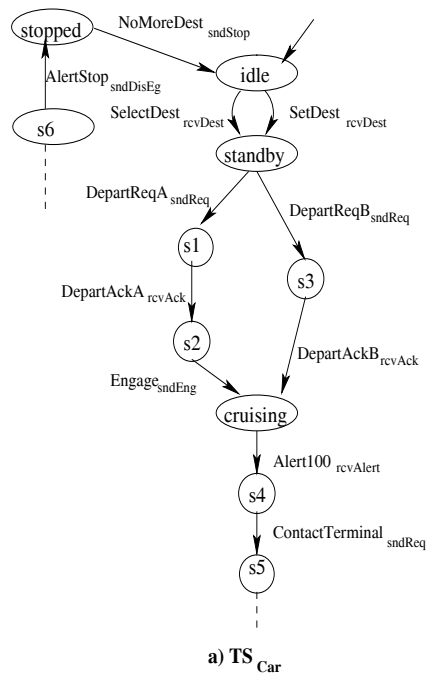 stopped
NoMoreDest sndStop
idle
AlertStop sndDisEg
s6
SelectDest rcvDest
SetDest rcvDest
standby
DepartReqA sndReq
DepartReqB sndReq
s1
s3
DepartAckA rcvAck
s2
DepartAckB rcvAck
Engage sndEng
cruising
Alert100 rcvAlert
s4
ContactTerminal sndReq
s5
a) TS Car